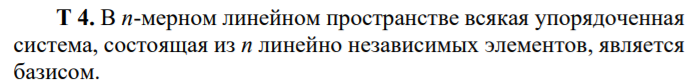 Т 4. В n-мерном линейном пространстве всякая упорядоченная
система, состоящая из n линейно независимых элементов, является
базисом.